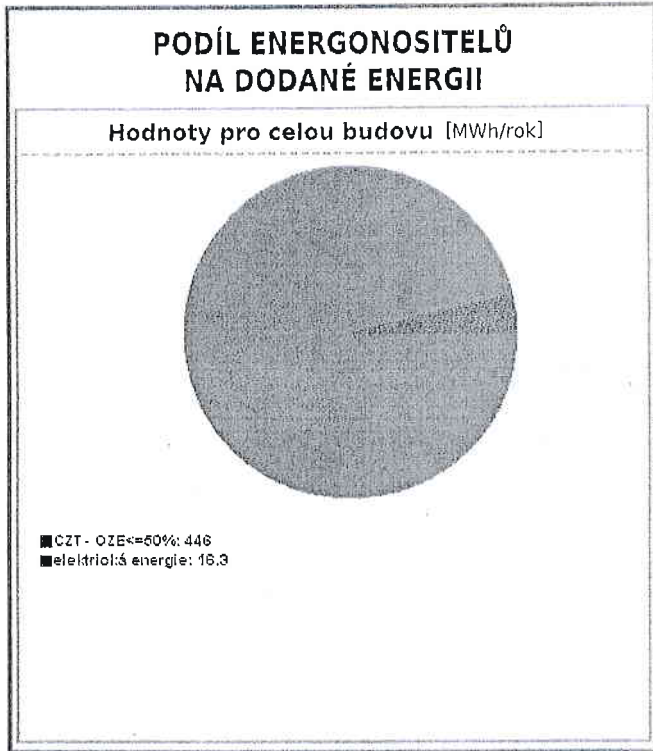 PODÍL ENERGONOSITELŮ
NA DODANÉ ENERGII
Hodnoty pro celou budovu [MWh/rok]
CZT - OZE<=50%: 446
elektrická energie: 16.3